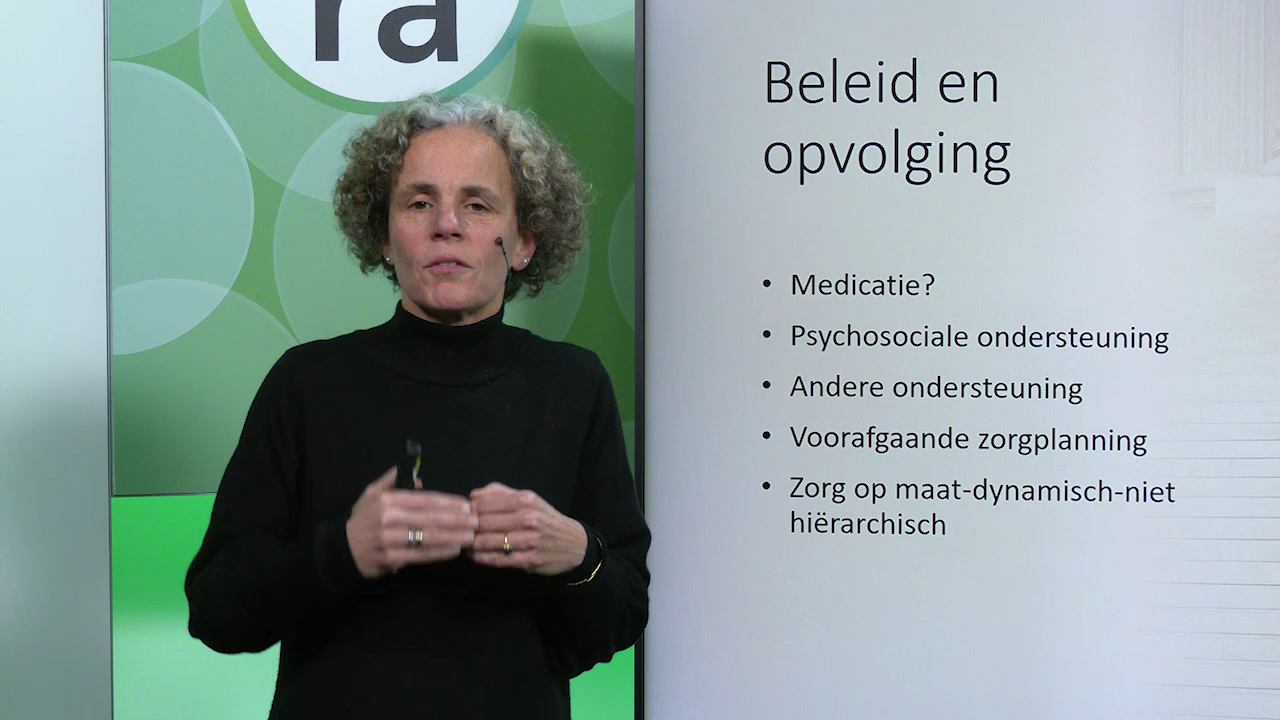 ra
Beleid en
opvolging
• Medicatie?
• Psychosociale ondersteuning
• Andere ondersteuning
• Voorafgaande zorgplanning
• Zorg op maat-dynamisch-niet
hiërarchisch